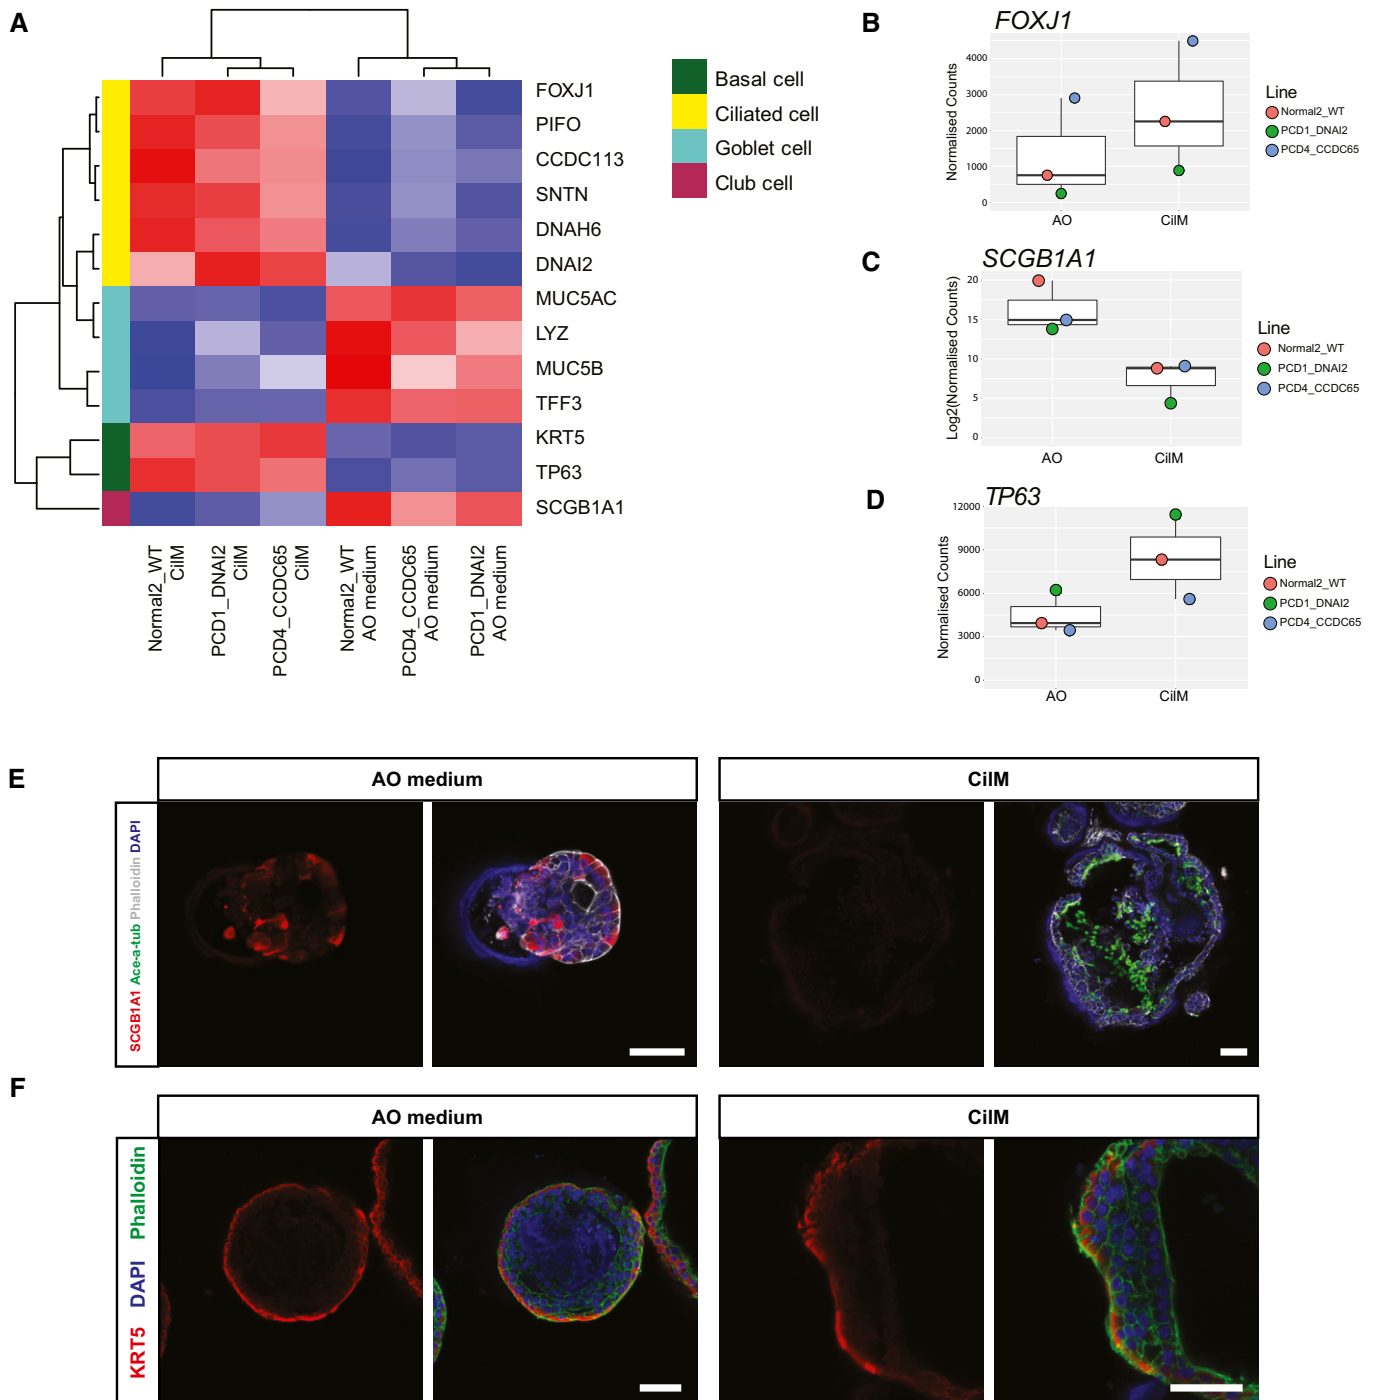 A
FOXJ1
PIFO
CCDC113
SNTN
DNAH6
DNAI2
MUC5AC
LYZ
MUC5B
TFF3
KRT5
TP63
SCGB1A1
Basal cell
Ciliated cell
Goblet cell
Club cell
Normal2_WT
CilM
PCD1_DNAI2
CilM
PCD4_CCDC65
CilM
Normal2_WT
AO medium
PCD4_CCDC65
AO medium
PCD1_DNAI2
AO medium
B
FOXJ1
Normalised Counts
4000
3000
2000
1000
0
AO
CilM
Line
Normal2_WT
PCD1_DNAI2
PCD4_CCDC65
C
SCGB1A1
Log2(Normalised Counts)
20
15
10
5
0
AO
CilM
Line
Normal2_WT
PCD1_DNAI2
PCD4_CCDC65
D
TP63
Normalised Counts
12000
9000
6000
3000
0
AO
CilM
Line
Normal2_WT
PCD1_DNAI2
PCD4_CCDC65
E
AO medium
CilM
SCGB1A1 Ace-a-tub Phalloidin DAPI
F
AO medium
CilM
KRT5 DAPI Phalloidin